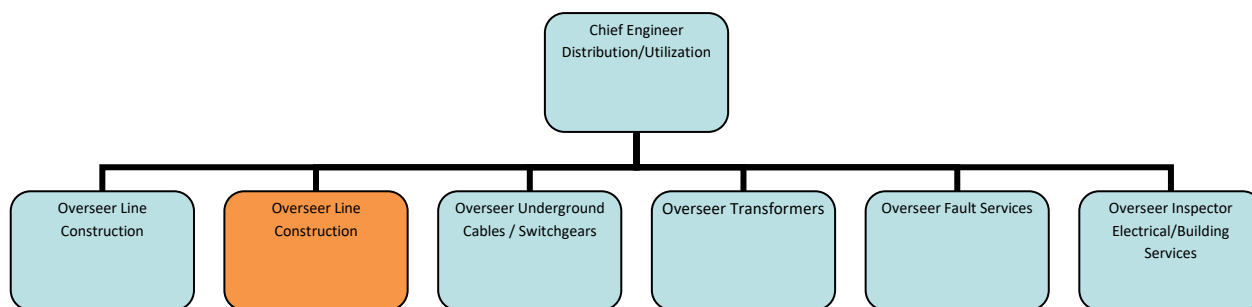 Chief Engineer
Distribution/Utilization
Overseer Line
Construction
Overseer Line
Construction
Overseer Underground
Cables / Switchgears
Overseer Transformers
Overseer Fault Services
Overseer Inspector
Electrical/Building
Services